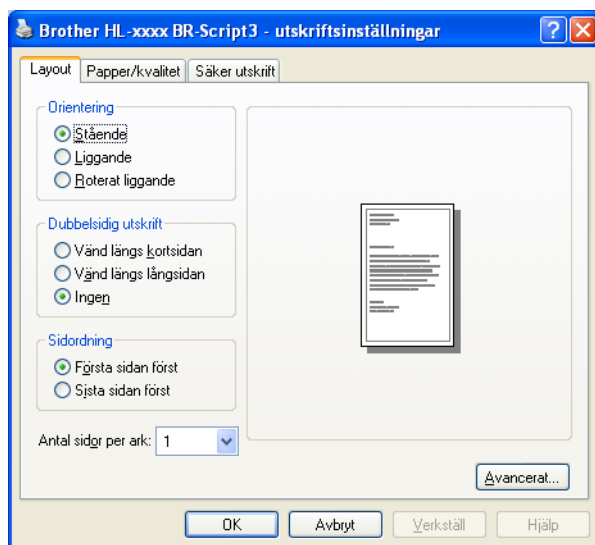 Brother HL-xxxx BR-Script3 - utskriftsinställningar
Layout Papper/kvalitet Säker utskrift
Orientering
Stående
Liggande
Roterat liggande
Dubbelsidig utskrift
Vänd längs kortsidan
Vänd längs långsidan
Ingen
Sidordning
Första sidan först
Sista sidan först
Antal sidor per ark: 1
Avancerat...
OK Avbryt Verkställ Hjälp